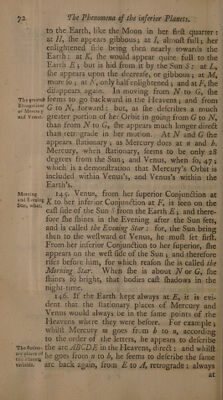 72 The Phenomena of the inferior Planets.
to the Earth, like the Moon in her first quarter :
at H, she appears gibbous; at I, almost full; her
enlightened side being then nearly towards the
Earth: at K, she would appear quite full to the
Earth E; but is hid from it by the Sun S: at L,
she appears upon the decrease, or gibbous; at M,
more so; at N, only half enlightened; and at F, she
disappears again. In moving from N to G, she
seems to go backward in the Heavens; and from
G to N, forward: but, as she describes a much
greater portion of her Orbit in going from G to N,
than from N to G, she appears much longer direct
than retrograde in her motion. At N and G she
appears stationary; as Mercury does at n and b.
Mercury, when stationary, seems to be only 28
degrees from the Sun; and Venus, when so, 47;
which is a demonstration that Mercury's Orbit is
included within Venus's, and Venus's within the
Earth's.
The greatest
Elongations
of Mercury
and Venus.
145. Venus, from her superior Conjunction at
K to her inferior Conjunction at F, is seen on the
east side of the Sun from the Earth E; and there-
fore she shines in the Evening after the Sun sets,
and is called the Evening Star: for, the Sun being
then to the westward of Venus, he must set first.
From her inferior Conjunction to her superior, she
appears on the west side of the Sun; and therefore
rises before him, for which reason she is called the
Morning Star. When she is about N or G, she
shines so bright, that bodies cast shadows in the
night-time.
Morning
and Evening
Star, what.
146. If the Earth kept always at E, it is evi-
dent that the stationary places of Mercury and
Venus would always be in the same points of the
Heavens where they were before. For example;
whilst Mercury m goes from b to n, according
to the order of the letters, he appears to describe
the arc ABCDE in the Heavens, direct: and whilst
he goes from n to b, he seems to describe the same
arc back again, from E to A, retrograde: always
at
The station-
ary places of
the Planets
variable.